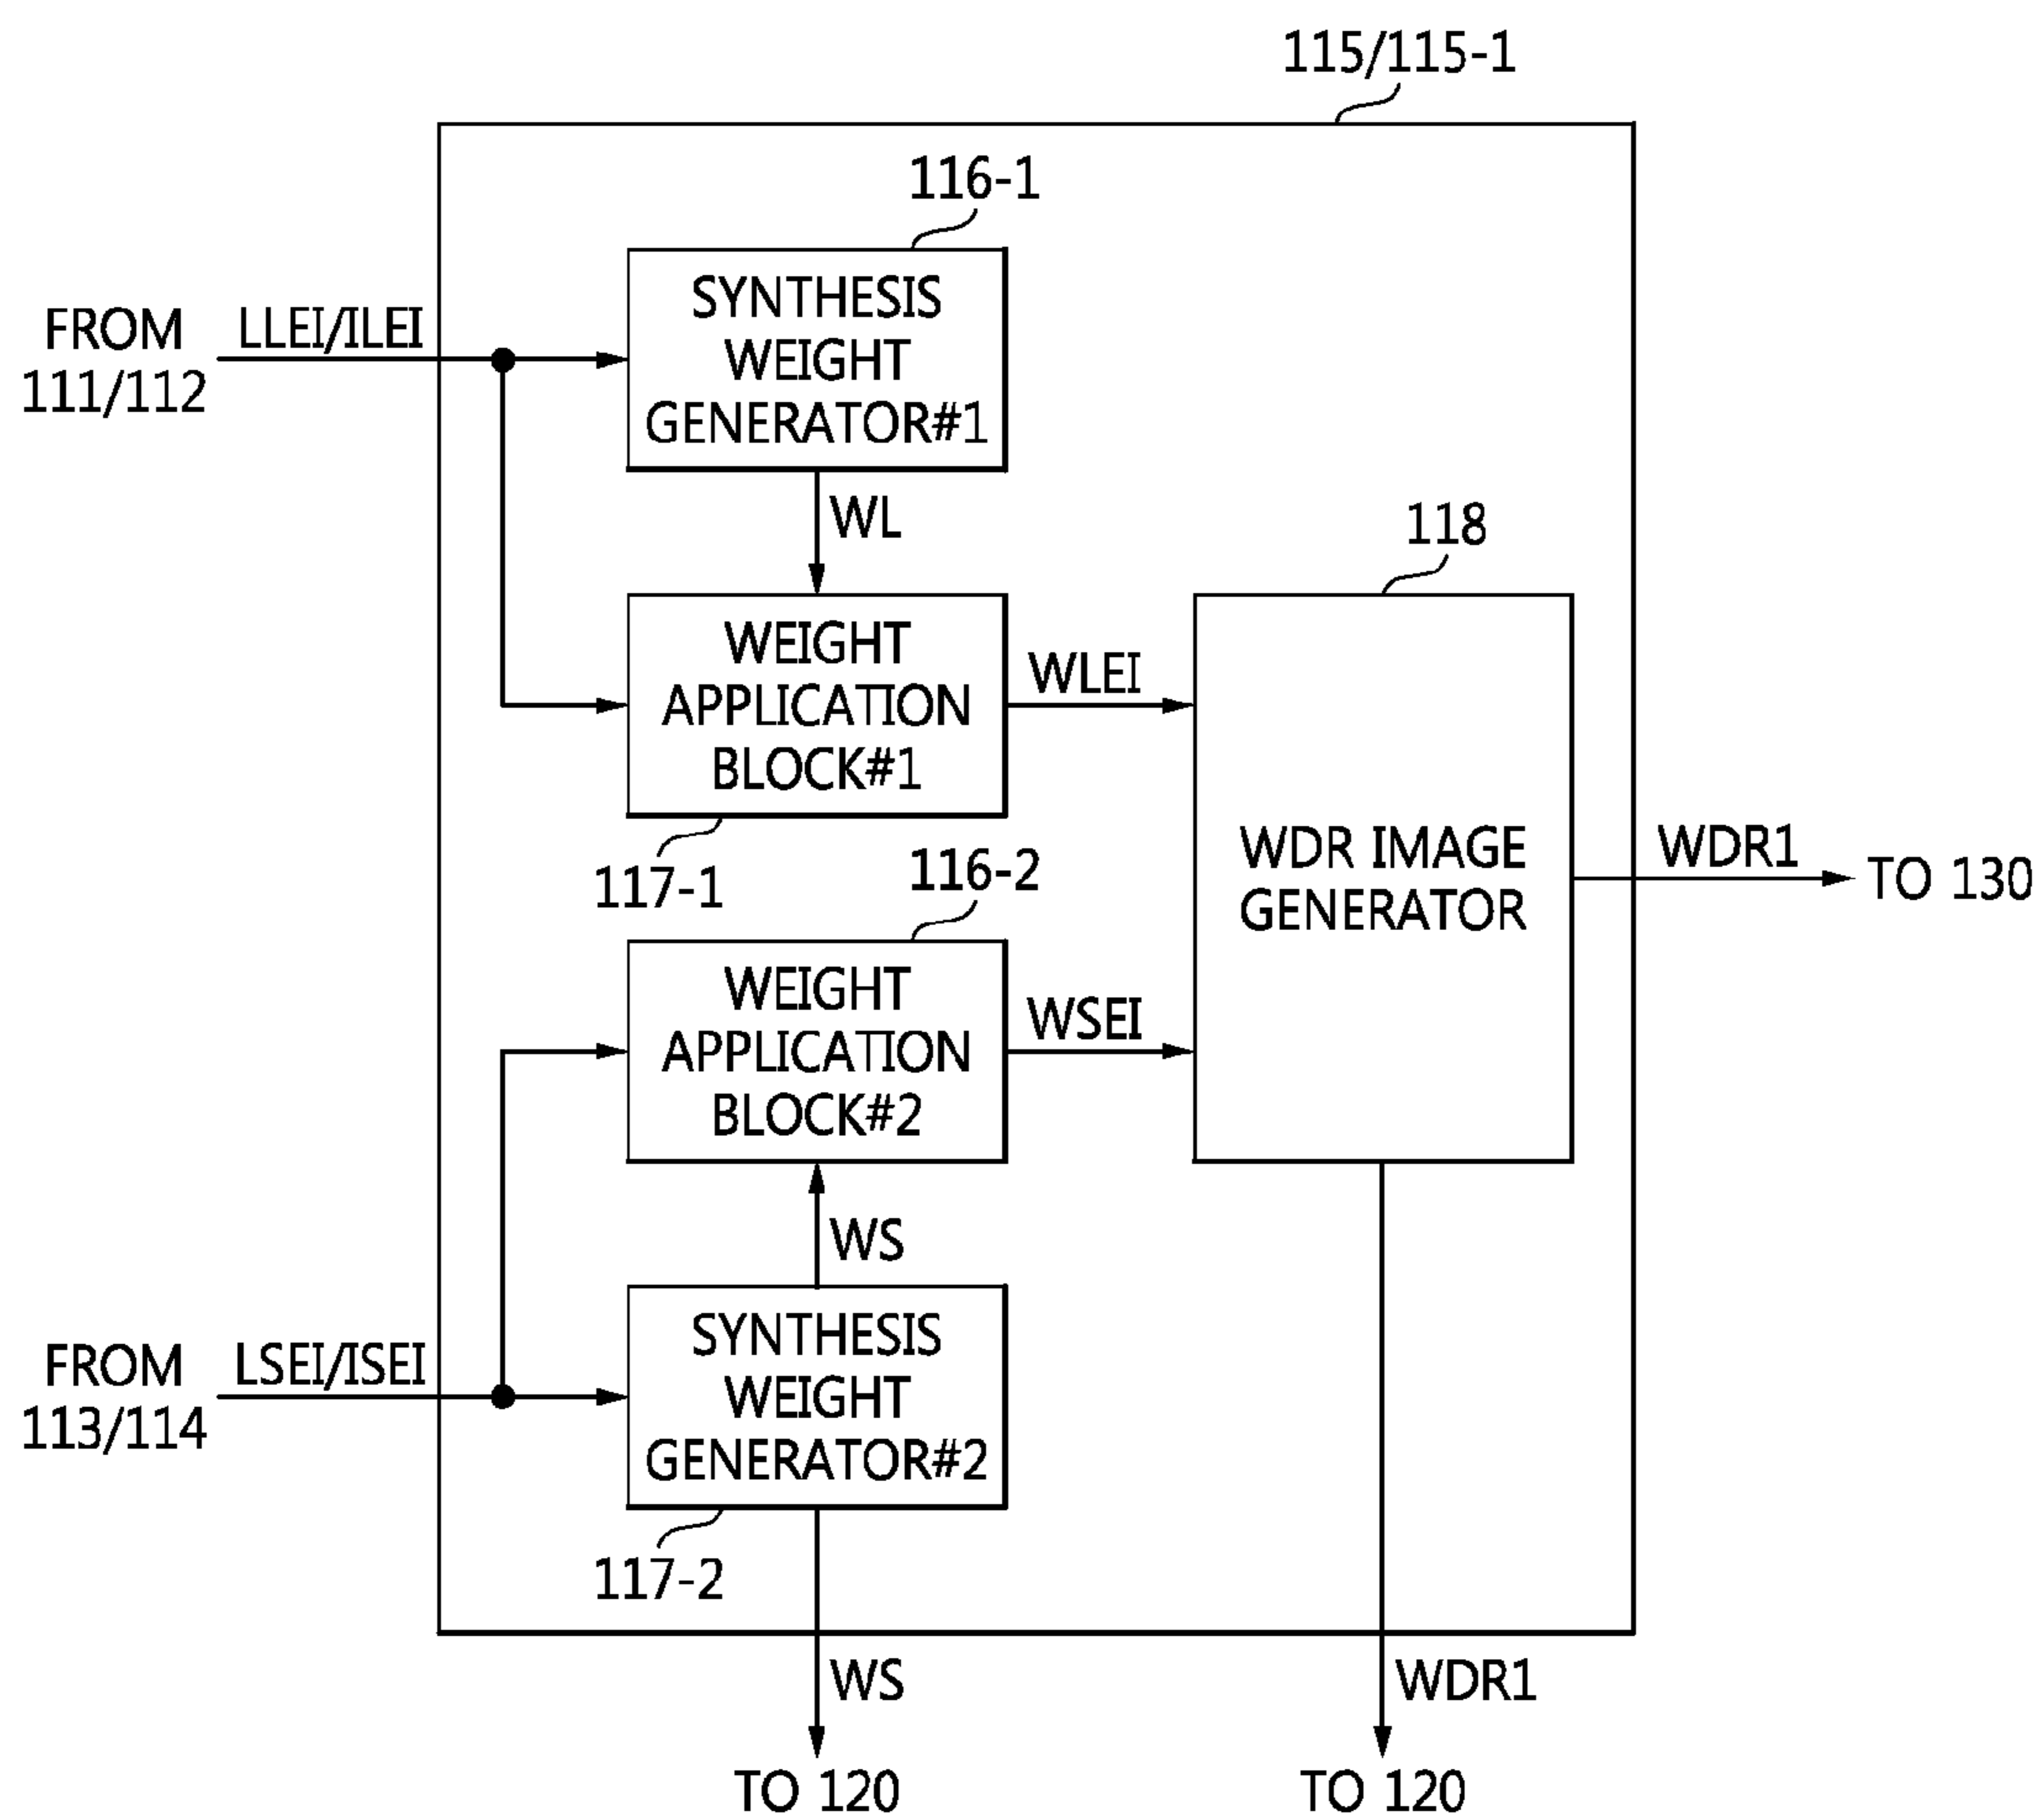 115/115-1
116-1
FROM
111/112
LLEI/ILEI
SYNTHESIS
WEIGHT
GENERATOR#1
WL
118
WEIGHT
APPLICATION
BLOCK#1
WLEI
117-1
116-2
WDR IMAGE
GENERATOR
WDR1
TO 130
WEIGHT
APPLICATION
BLOCK#2
WSEI
WS
FROM
113/114
LSEI/ISEI
SYNTHESIS
WEIGHT
GENERATOR#2
117-2
WS
WDR1
TO 120
TO 120